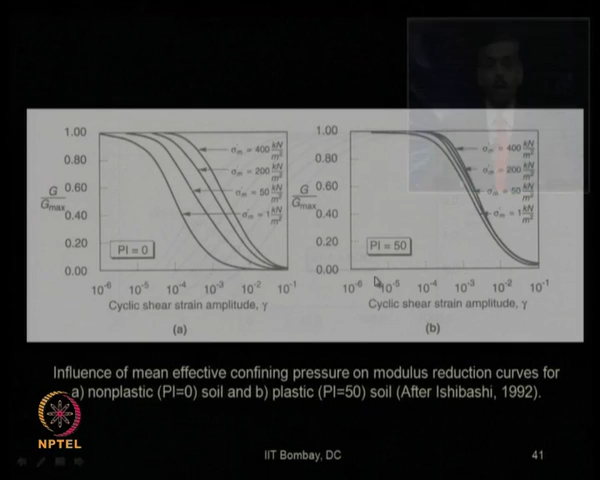 1.00
0.80
0.60
0.40
0.20
0.00
G
Gmax
σm = 400 kN/m²
σm = 200 kN/m²
σm = 50 kN/m²
σm = 1 kN/m²
PI = 0
10⁻⁶ 10⁻⁵ 10⁻⁴ 10⁻³ 10⁻² 10⁻¹
Cyclic shear strain amplitude, γ
(a)
1.00
0.80
0.60
0.40
0.20
0.00
G
Gmax
σm = 400 kN/m²
σm = 200 kN/m²
σm = 50 kN/m²
σm = 1 kN/m²
PI = 50
10⁻⁶ 10⁻⁵ 10⁻⁴ 10⁻³ 10⁻² 10⁻¹
Cyclic shear strain amplitude, γ
(b)
Influence of mean effective confining pressure on modulus reduction curves for
a) nonplastic (PI=0) soil and b) plastic (PI=50) soil (After Ishibashi, 1992).
NPTEL
IIT Bombay, DC
41